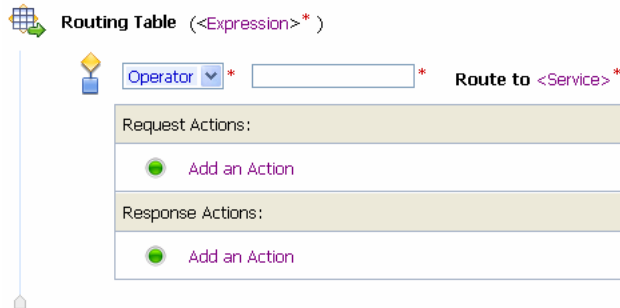 Routing Table (<Expression>* )
Operator * * Route to <Service>*
Request Actions:
Add an Action
Response Actions:
Add an Action